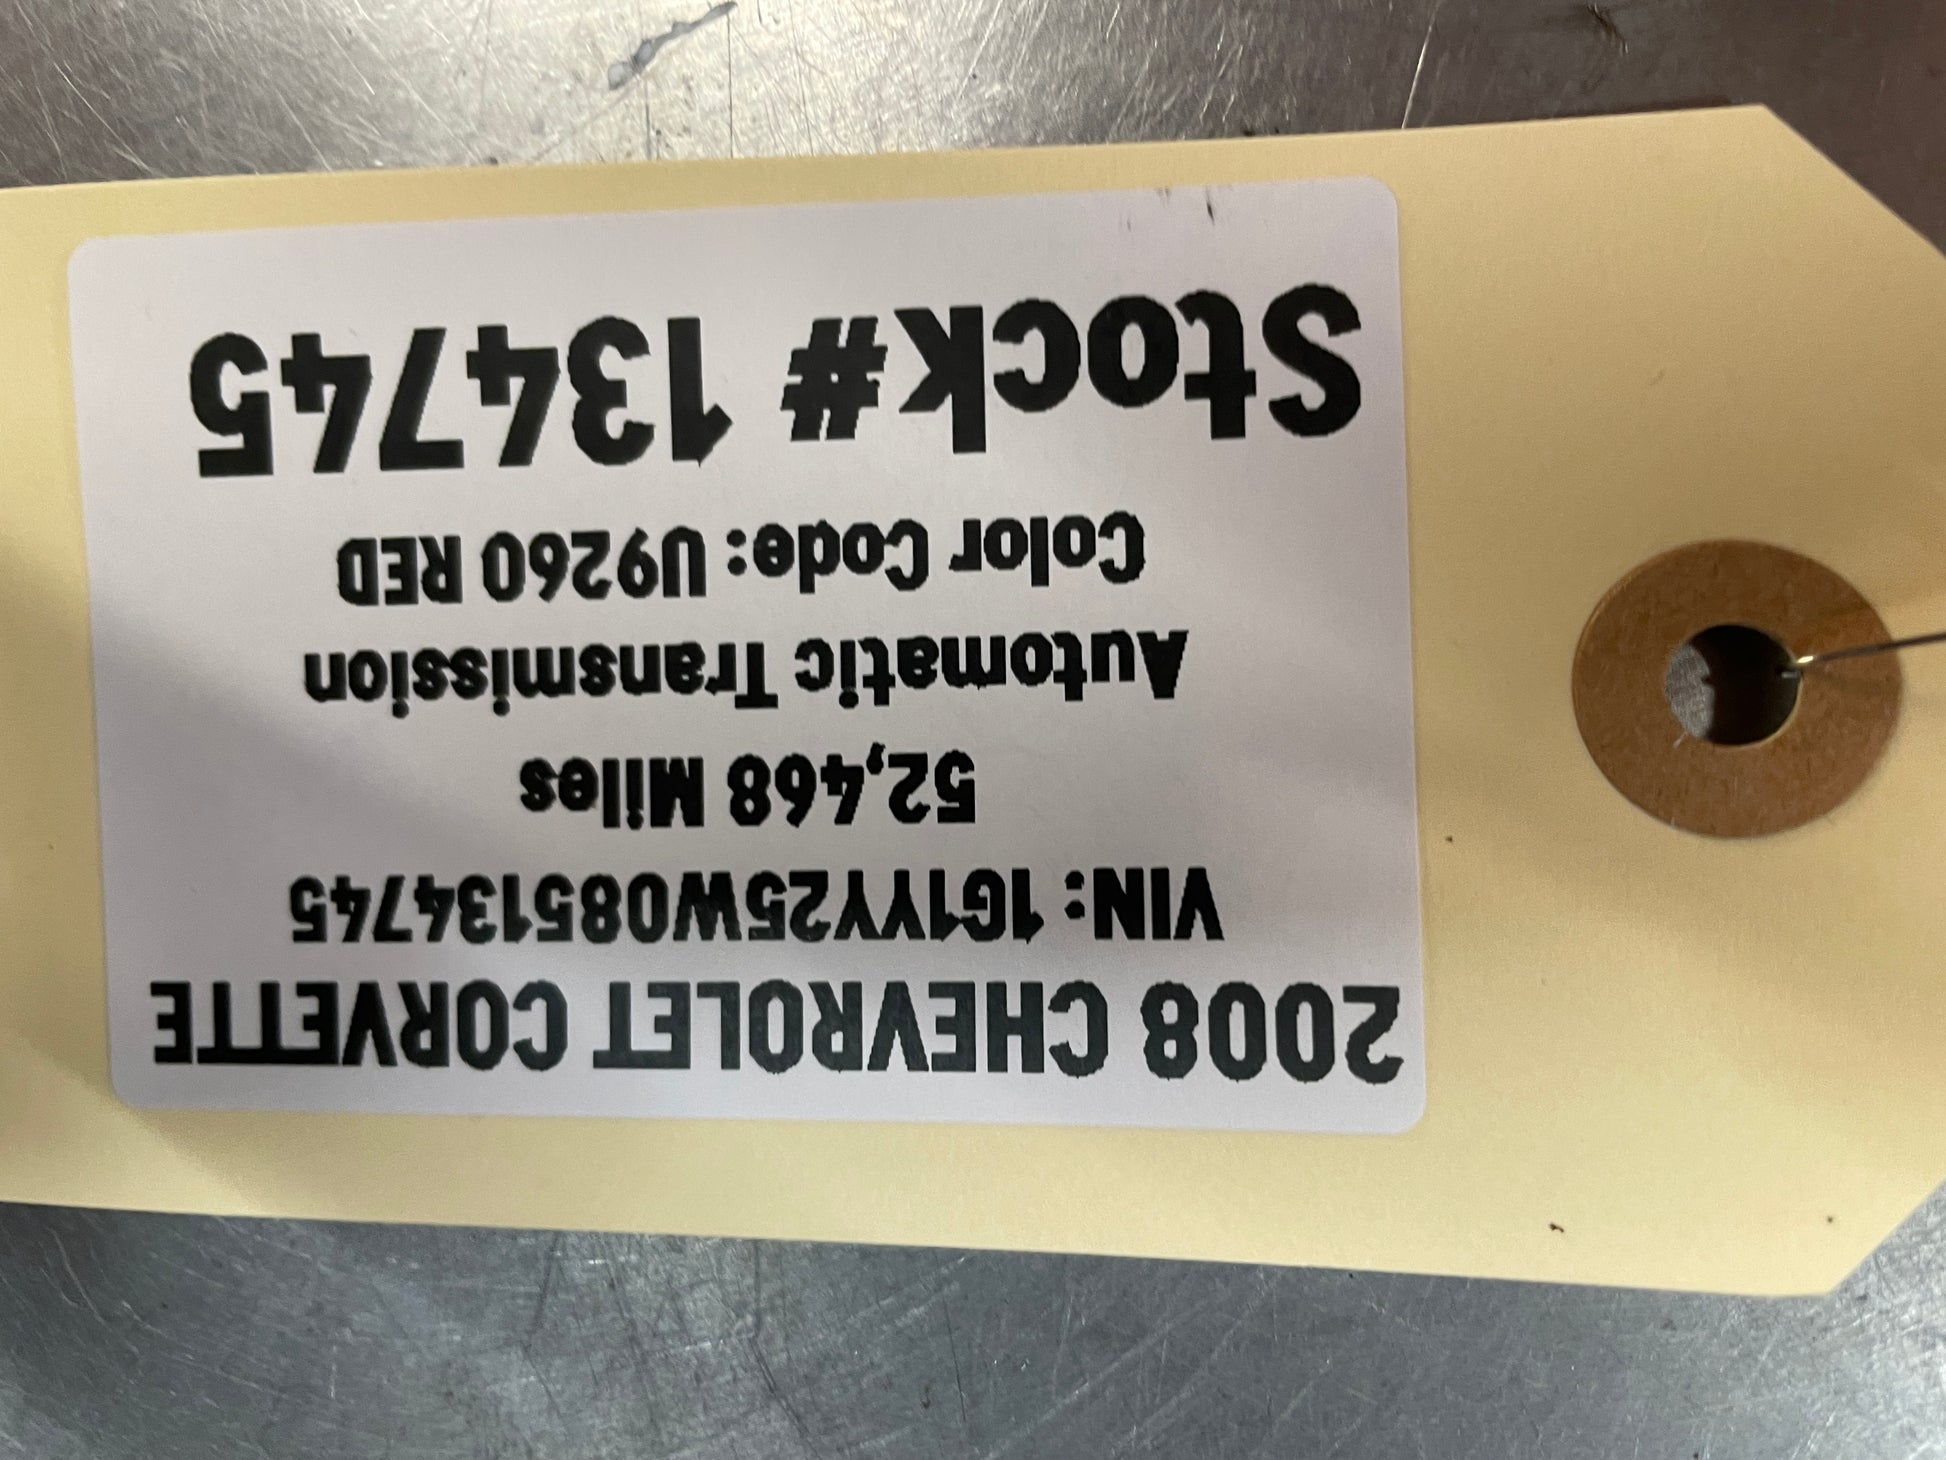 2008 CHEVROLET CORVETTE
VIN: 1G1YY25W085134745
52,468 Miles
Automatic Transmission
Color Code: U9260 RED
Stock# 134745